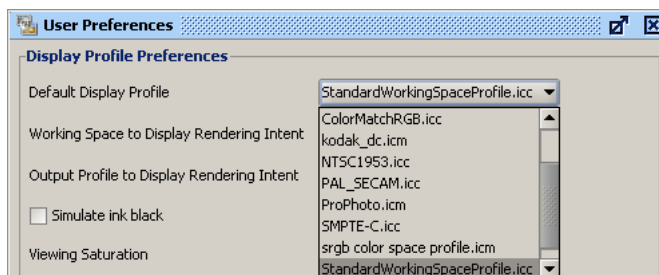 User Preferences
Display Profile Preferences
Default Display Profile
StandardWorkingSpaceProfile.icc
ColorMatchRGB.icc
Working Space to Display Rendering Intent
kodak_dc.icm
NTSC1953.icc
Output Profile to Display Rendering Intent
PAL_SECAM.icc
ProPhoto.icm
Simulate ink black
SMPTE-C.icc
srgb color space profile.icm
Viewing Saturation
StandardWorkingSpaceProfile.icc